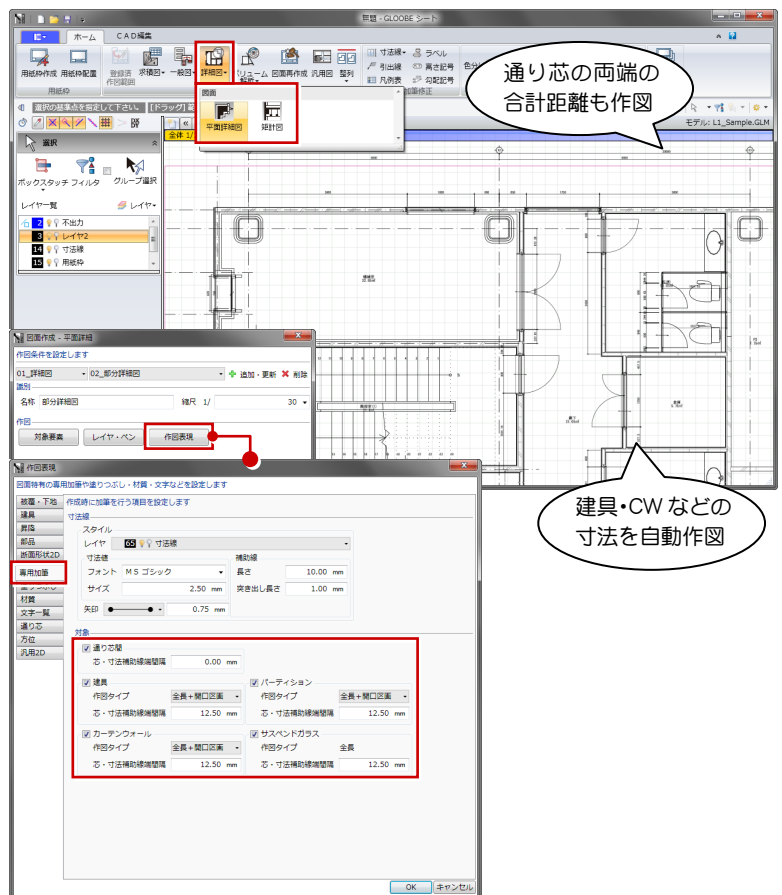 無題 - GLOOBE シート
ホーム CAD編集
用紙枠作成 用紙枠配置 登録済作図範囲 求積図 一般図 詳細図 図面再作成 汎用図 整列
寸法線 ラベル
引出線 高さ記号
凡例表 勾配記号
用紙枠
図面
平面詳細図 矩計図
通り芯の両端の
合計距離も作図
選択の基準点を指定して下さい。
モデル: L1_Sample.GLM
選択
全体 1/
ボックスタッチ フィルタ グループ選択
レイヤ一覧 レイヤ
2 不出力
3 レイヤ2
14 寸法線
15 用紙枠
図面作成 - 平面詳細
作図条件を設定します
01_詳細図 02_部分詳細図 追加・更新 削除
識別
名称 部分詳細図 縮尺 1/ 30
作図
対象要素 レイヤ・ペン 作図表現
建具・CW などの
寸法を自動作図
作図表現
図面特有の専用加筆や塗りつぶし・材質・文字などを設定します
被覆・下地
建具
昇降
部品
断面形状2D
専用加筆
材質
文字一覧
通り芯
方位
汎用2D
作成時に加筆を行う項目を設定します
寸法線
スタイル
レイヤ 65 寸法線
寸法値 補助線
フォント MS ゴシック 長さ 10.00 mm
サイズ 2.50 mm 突き出し長さ 1.00 mm
矢印 0.75 mm
対象
通り芯間
芯・寸法補助線端間隔 0.00 mm
建具 パーティション
作図タイプ 全長+開口区画 作図タイプ 全長+開口区画
芯・寸法補助線端間隔 12.50 mm 芯・寸法補助線端間隔 12.50 mm
カーテンウォール サスペンドガラス
作図タイプ 全長+開口区画 作図タイプ 全長
芯・寸法補助線端間隔 12.50 mm 芯・寸法補助線端間隔 12.50 mm
OK キャンセル